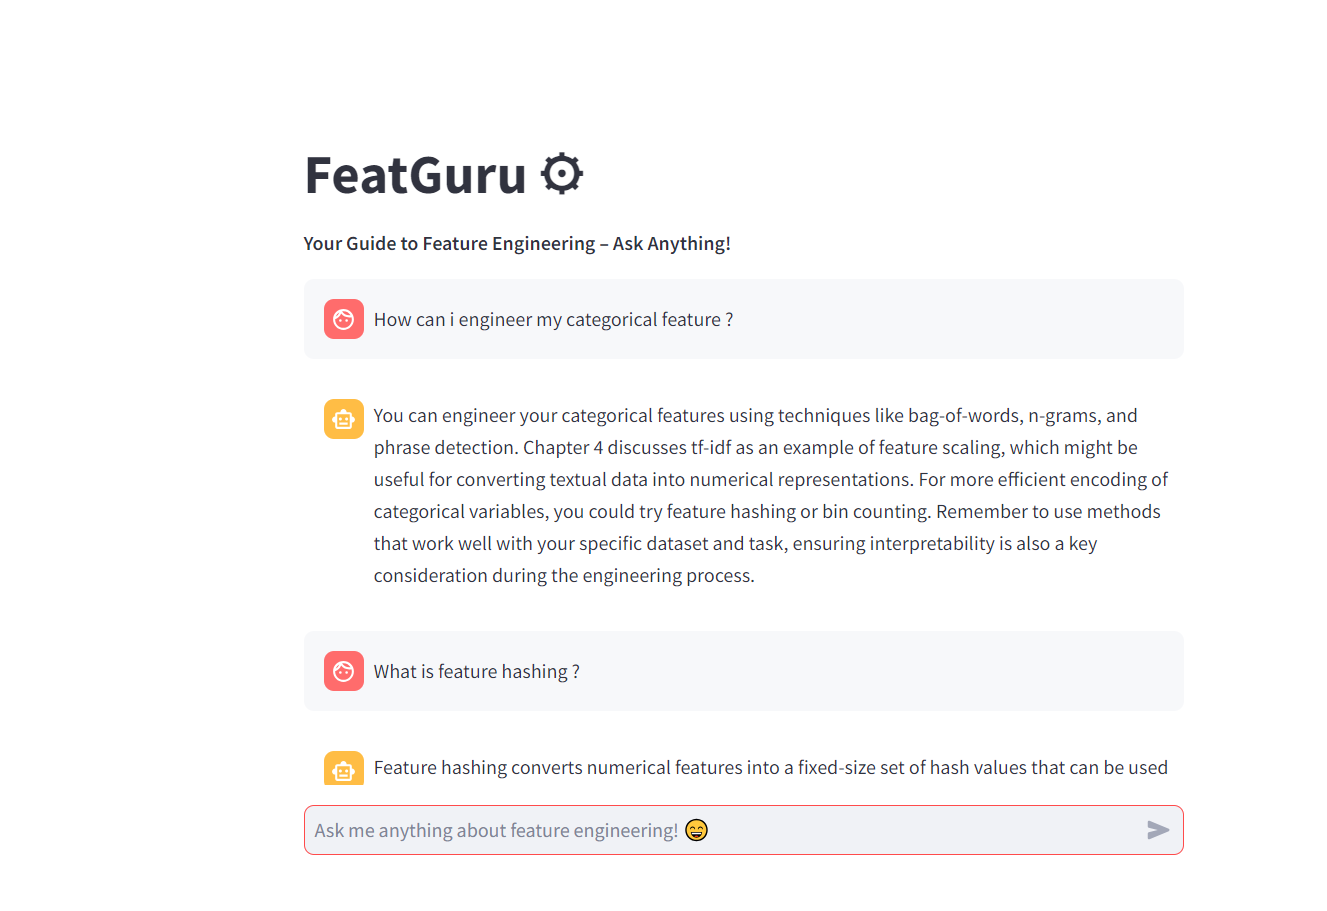 FeatGuru ⚙
Your Guide to Feature Engineering – Ask Anything!
How can i engineer my categorical feature ?
You can engineer your categorical features using techniques like bag-of-words, n-grams, and
phrase detection. Chapter 4 discusses tf-idf as an example of feature scaling, which might be
useful for converting textual data into numerical representations. For more efficient encoding of
categorical variables, you could try feature hashing or bin counting. Remember to use methods
that work well with your specific dataset and task, ensuring interpretability is also a key
consideration during the engineering process.
What is feature hashing ?
Feature hashing converts numerical features into a fixed-size set of hash values that can be used
Ask me anything about feature engineering! 😄